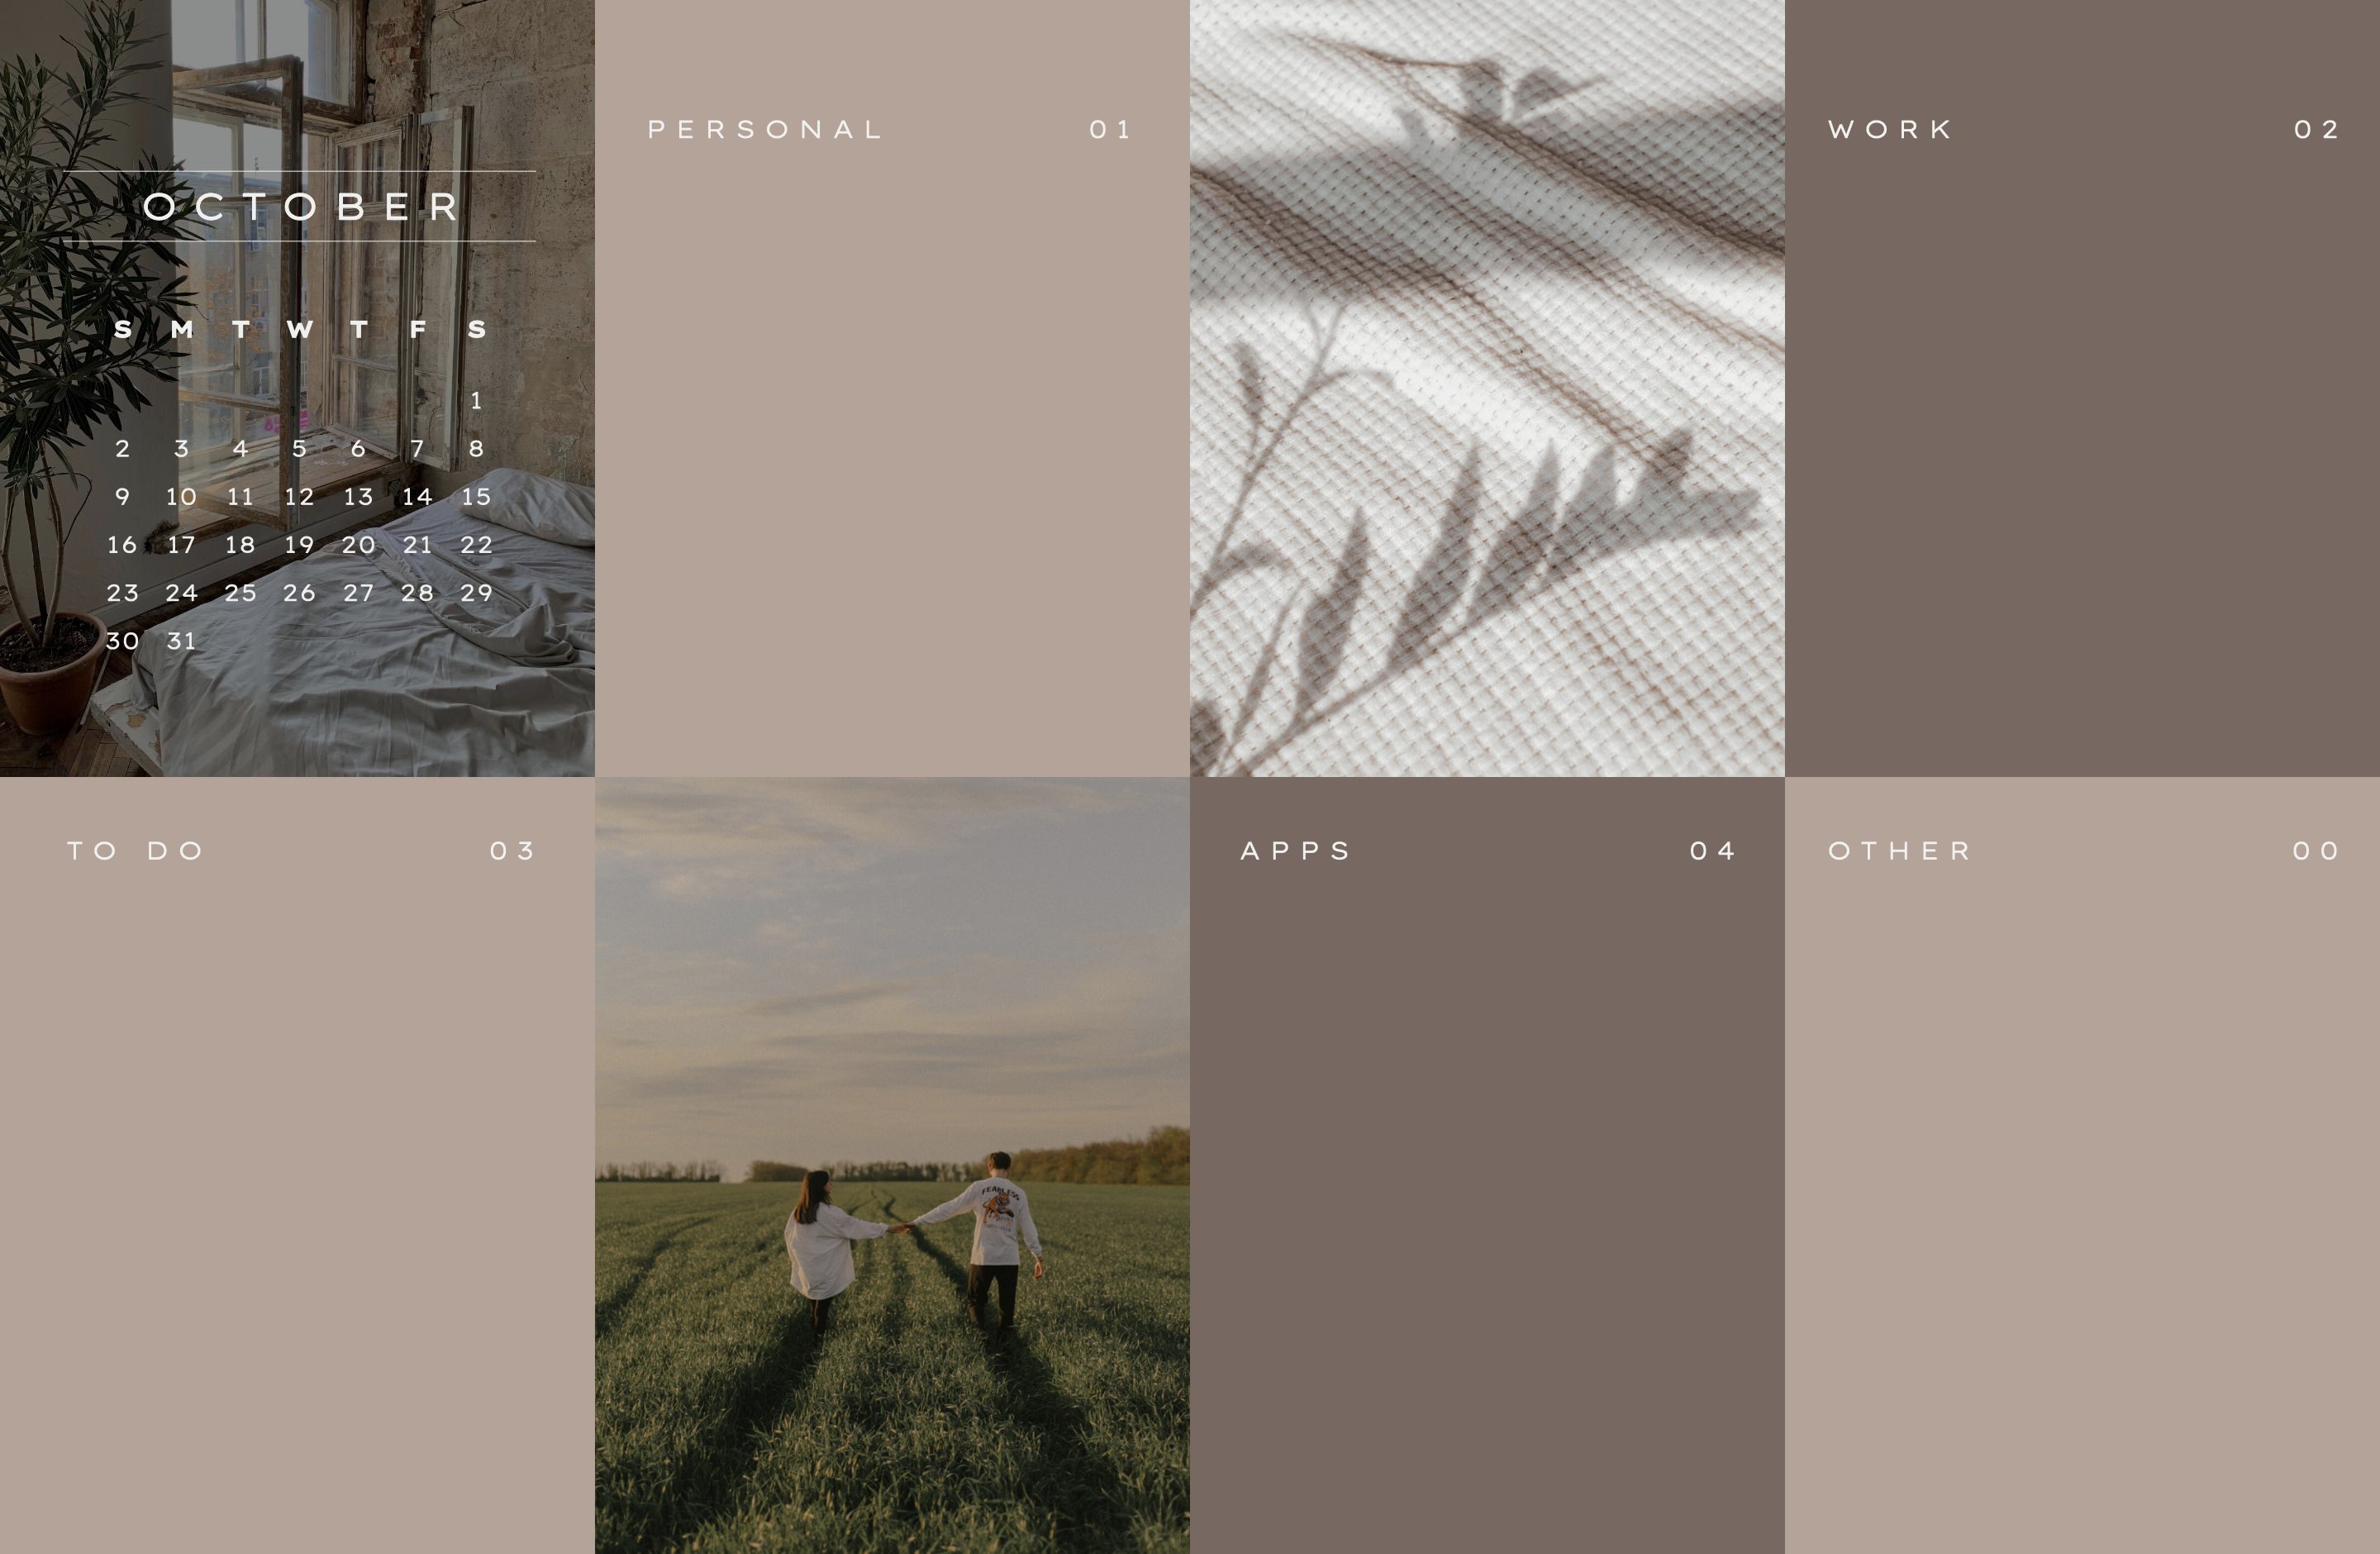 OCTOBER
S M T W T F S
1
2 3 4 5 6 7 8
9 10 11 12 13 14 15
16 17 18 19 20 21 22
23 24 25 26 27 28 29
30 31
PERSONAL 01
WORK 02
TO DO 03
FEARLESS
APPS 04
OTHER 00